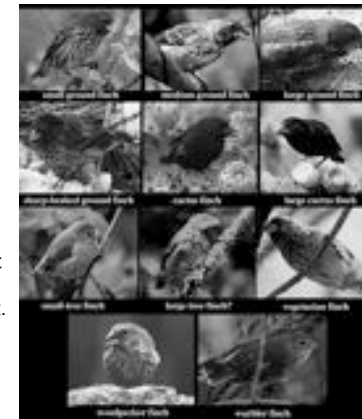 small ground finch
medium ground finch
large ground finch
sharp-beaked ground finch
cactus finch
large cactus finch
small tree finch
large tree finch?
vegetarian finch
woodpecker finch
warbler finch